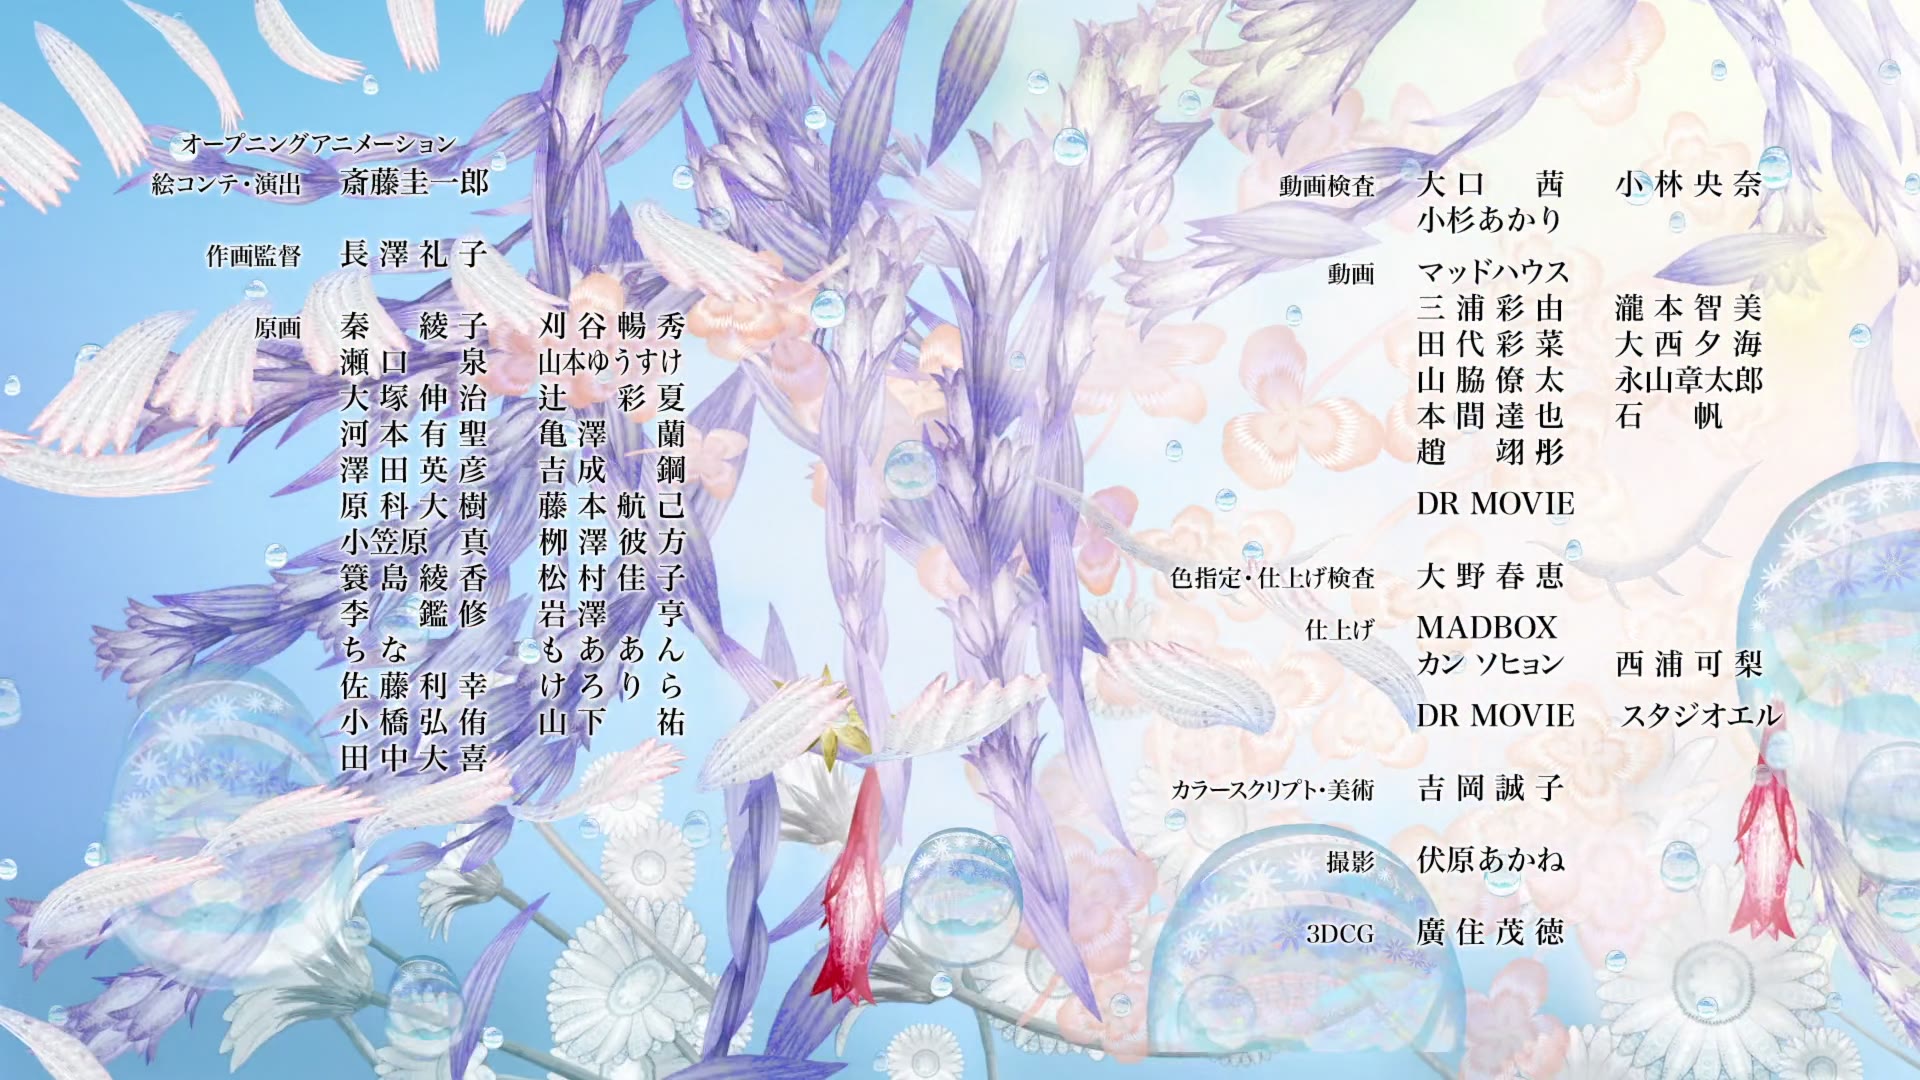 オープニングアニメーション
絵コンテ・演出 斎藤圭一郎
作画監督 長澤礼子
原画 秦綾子 刈谷暢秀
瀬口泉 山本ゆうすけ
大塚伸治 辻彩夏
河本有聖 亀澤蘭
澤田英彦 吉成鋼
原科大樹 藤本航己
小笠原真 栁澤彼方
簑島綾香 松村佳子
李鑑修 岩澤亨
ちな もああん
佐藤利幸 けろりら
小橋弘侑 山下祐
田中大喜
動画検査 大口茜 小林央奈
小杉あかり
動画 マッドハウス
三浦彩由 瀧本智美
田代彩菜 大西夕海
山脇僚太 永山章太郎
本間達也 石帆
趙翊彤
DR MOVIE
色指定・仕上げ検査 大野春恵
仕上げ MADBOX
カン ソヒョン 西浦可梨
DR MOVIE スタジオエル
カラースクリプト・美術 吉岡誠子
撮影 伏原あかね
3DCG 廣住茂徳